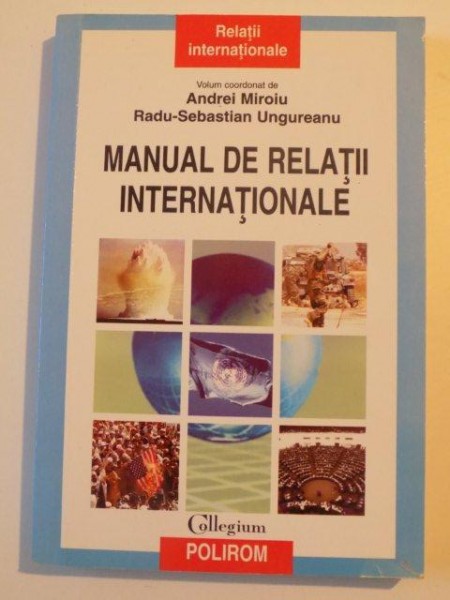 Relații
internaționale
Volum coordonat de
Andrei Miroiu
Radu-Sebastian Ungureanu
MANUAL DE RELAȚII
INTERNAȚIONALE
Collegium
POLIROM